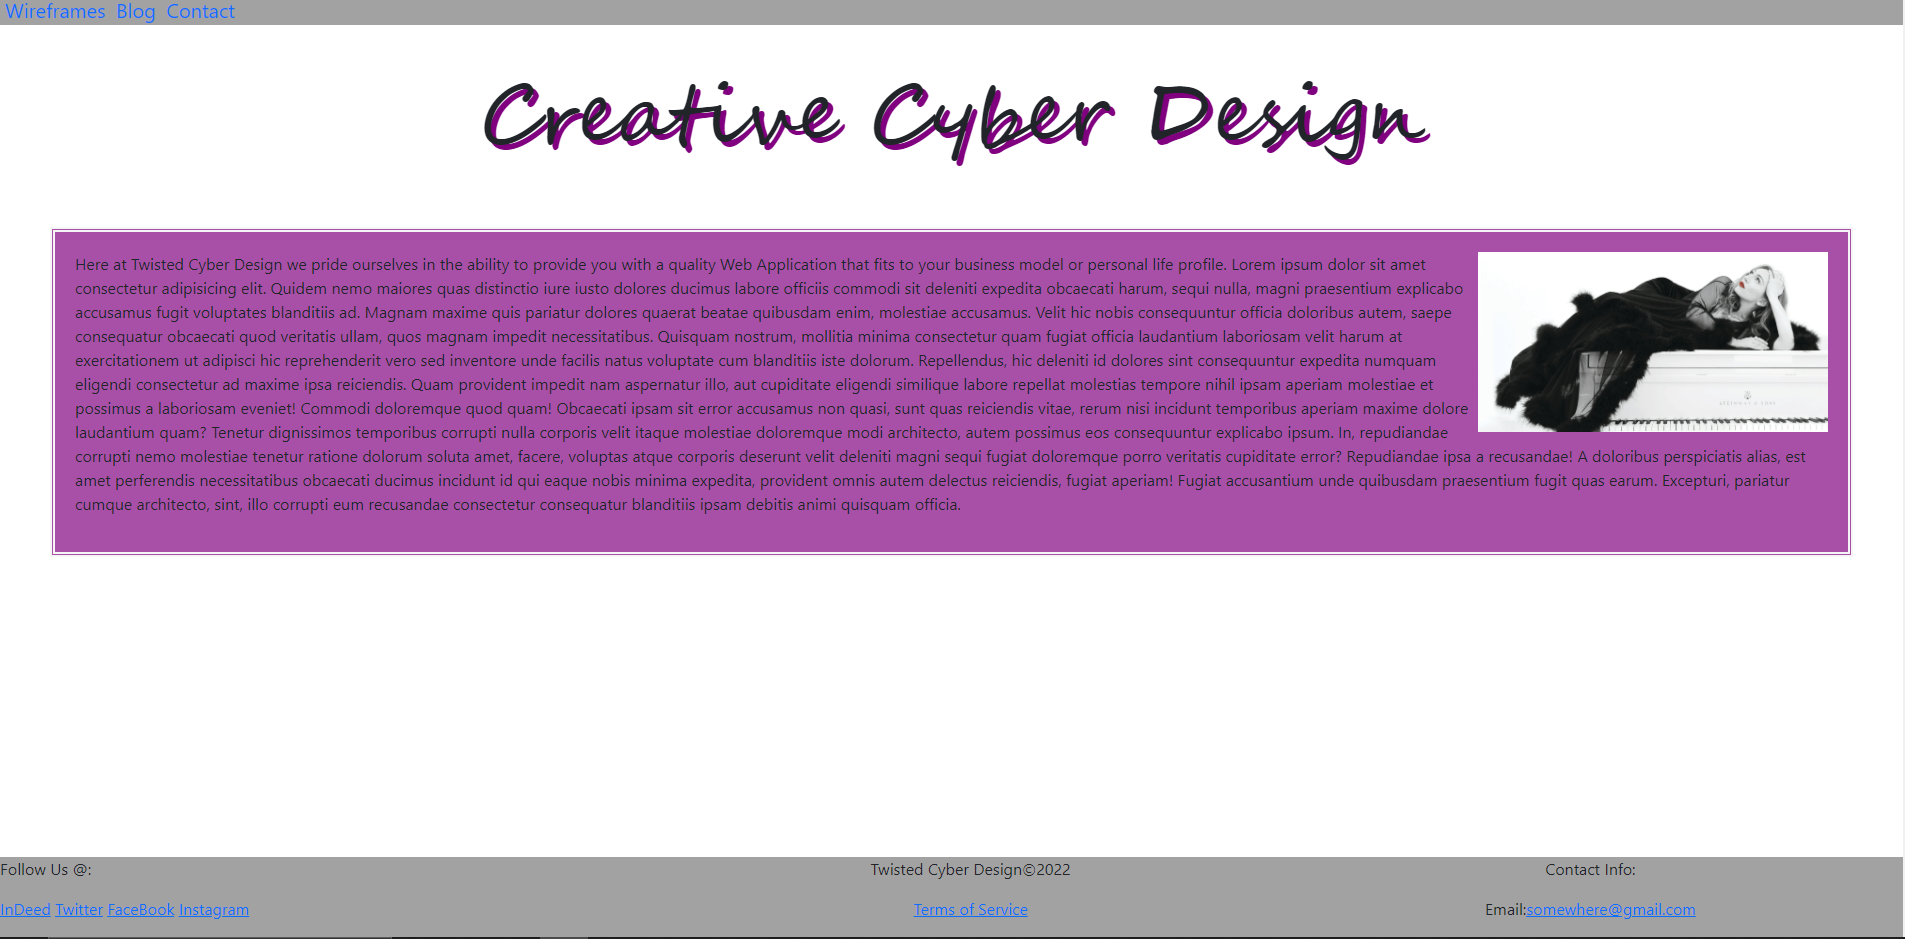 Wireframes Blog Contact
Creative Cyber Design
Here at Twisted Cyber Design we pride ourselves in the ability to provide you with a quality Web Application that fits to your business model or personal life profile. Lorem ipsum dolor sit amet
consectetur adipisicing elit. Quidem nemo maiores quas distinctio iure iusto dolores ducimus labore officiis commodi sit deleniti expedita obcaecati harum, sequi nulla, magni praesentium explicabo
accusamus fugit voluptates blanditiis ad. Magnam maxime quis pariatur dolores quaerat beatae quibusdam enim, molestiae accusamus. Velit hic nobis consequuntur officia doloribus autem, saepe
consequatur obcaecati quod veritatis ullam, quos magnam impedit necessitatibus. Quisquam nostrum, mollitia minima consectetur quam fugiat officia laudantium laboriosam velit harum at
exercitationem ut adipisci hic reprehenderit vero sed inventore unde facilis natus voluptate cum blanditiis iste dolorum. Repellendus, hic deleniti id dolores sint consequuntur expedita numquam
eligendi consectetur ad maxime ipsa reiciendis. Quam provident impedit nam aspernatur illo, aut cupiditate eligendi similique labore repellat molestias tempore nihil ipsam aperiam molestiae et
possimus a laboriosam eveniet! Commodi doloremque quod quam! Obcaecati ipsam sit error accusamus non quasi, sunt quas reiciendis vitae, rerum nisi incidunt temporibus aperiam maxime dolore
laudantium quam? Tenetur dignissimos temporibus corrupti nulla corporis velit itaque molestiae doloremque modi architecto, autem possimus eos consequuntur explicabo ipsum. In, repudiandae
corrupti nemo molestiae tenetur ratione dolorum soluta amet, facere, voluptas atque corporis deserunt velit deleniti magni sequi fugiat doloremque porro veritatis cupiditate error? Repudiandae ipsa a recusandae! A doloribus perspiciatis alias, est
amet perferendis necessitatibus obcaecati ducimus incidunt id qui eaque nobis minima expedita, provident omnis autem delectus reiciendis, fugiat aperiam! Fugiat accusantium unde quibusdam praesentium fugit quas earum. Excepturi, pariatur
cumque architecto, sint, illo corrupti eum recusandae consectetur consequatur blanditiis ipsam debitis animi quisquam officia.
Follow Us @: Twisted Cyber Design©2022 Contact Info:
InDeed Twitter FaceBook Instagram Terms of Service Email:somewhere@gmail.com